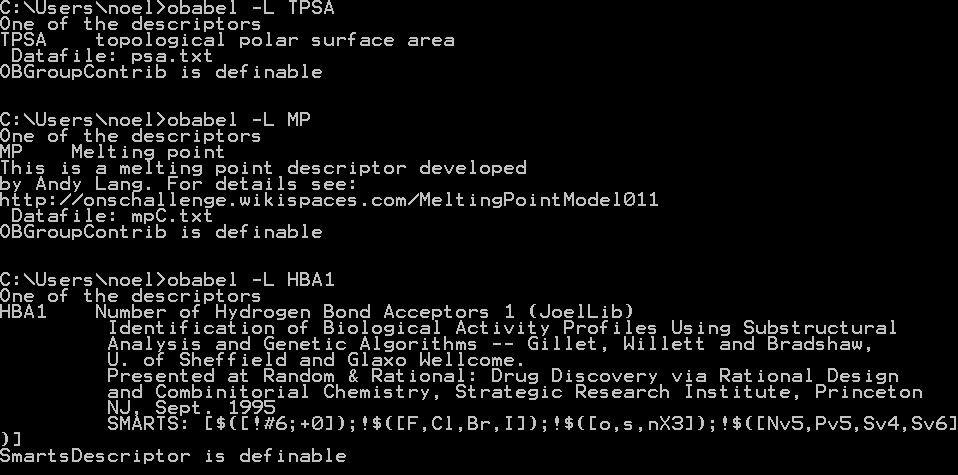 C:\Users\noel>obabel -L TPSA
One of the descriptors
TPSA    topological polar surface area
 Datafile: psa.txt
OBGroupContrib is definable
C:\Users\noel>obabel -L MP
One of the descriptors
MP    Melting point
This is a melting point descriptor developed
by Andy Lang. For details see:
http://onschallenge.wikispaces.com/MeltingPointModel011
 Datafile: mpC.txt
OBGroupContrib is definable
C:\Users\noel>obabel -L HBA1
One of the descriptors
HBA1    Number of Hydrogen Bond Acceptors 1 (JoelLib)
         Identification of Biological Activity Profiles Using Substructural
         Analysis and Genetic Algorithms -- Gillet, Willett and Bradshaw,
         U. of Sheffield and Glaxo Wellcome.
         Presented at Random & Rational: Drug Discovery via Rational Design
         and Combinitorial Chemistry, Strategic Research Institute, Princeton
         NJ, Sept. 1995
         SMARTS: [$([!#6;+0]);!$([F,Cl,Br,I]);!$([o,s,nX3]);!$([Nv5,Pv5,Sv4,Sv6]
)]
SmartsDescriptor is definable